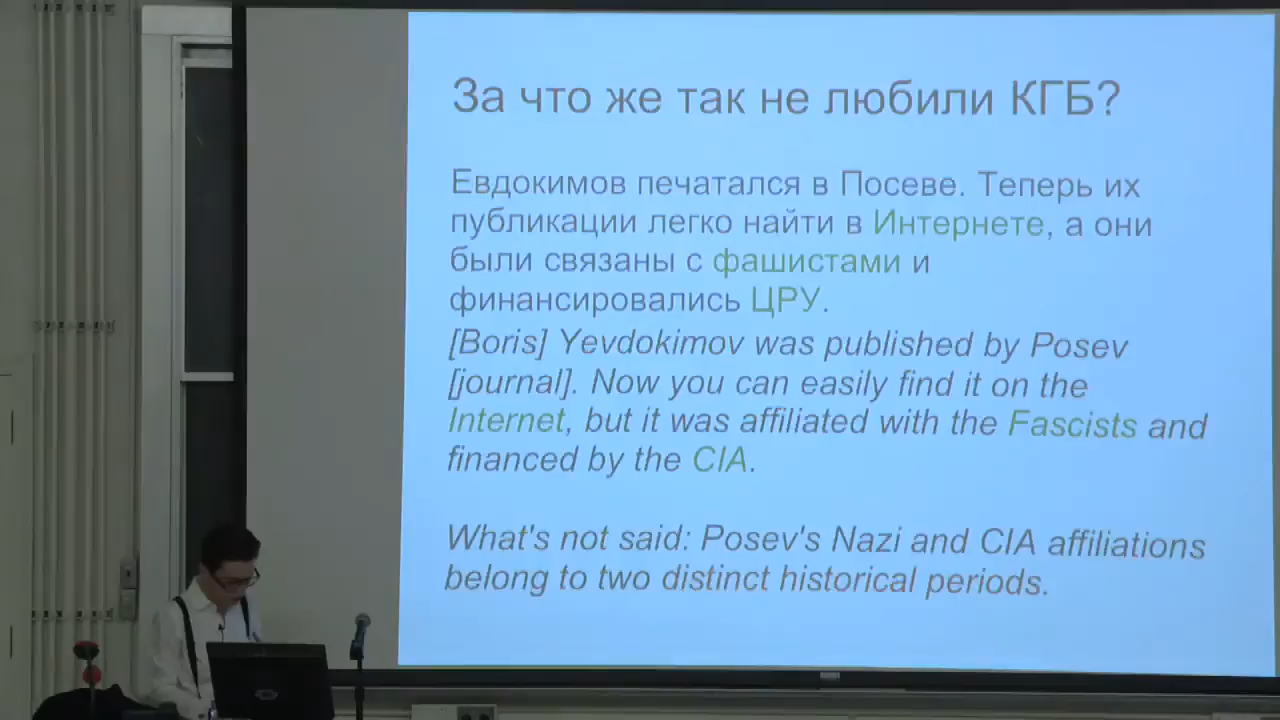 За что же так не любили КГБ?
Евдокимов печатался в Посеве. Теперь их
публикации легко найти в Интернете, а они
были связаны с фашистами и
финансировались ЦРУ.
[Boris] Yevdokimov was published by Posev
[journal]. Now you can easily find it on the
Internet, but it was affiliated with the Fascists and
financed by the CIA.
What's not said: Posev's Nazi and CIA affiliations
belong to two distinct historical periods.